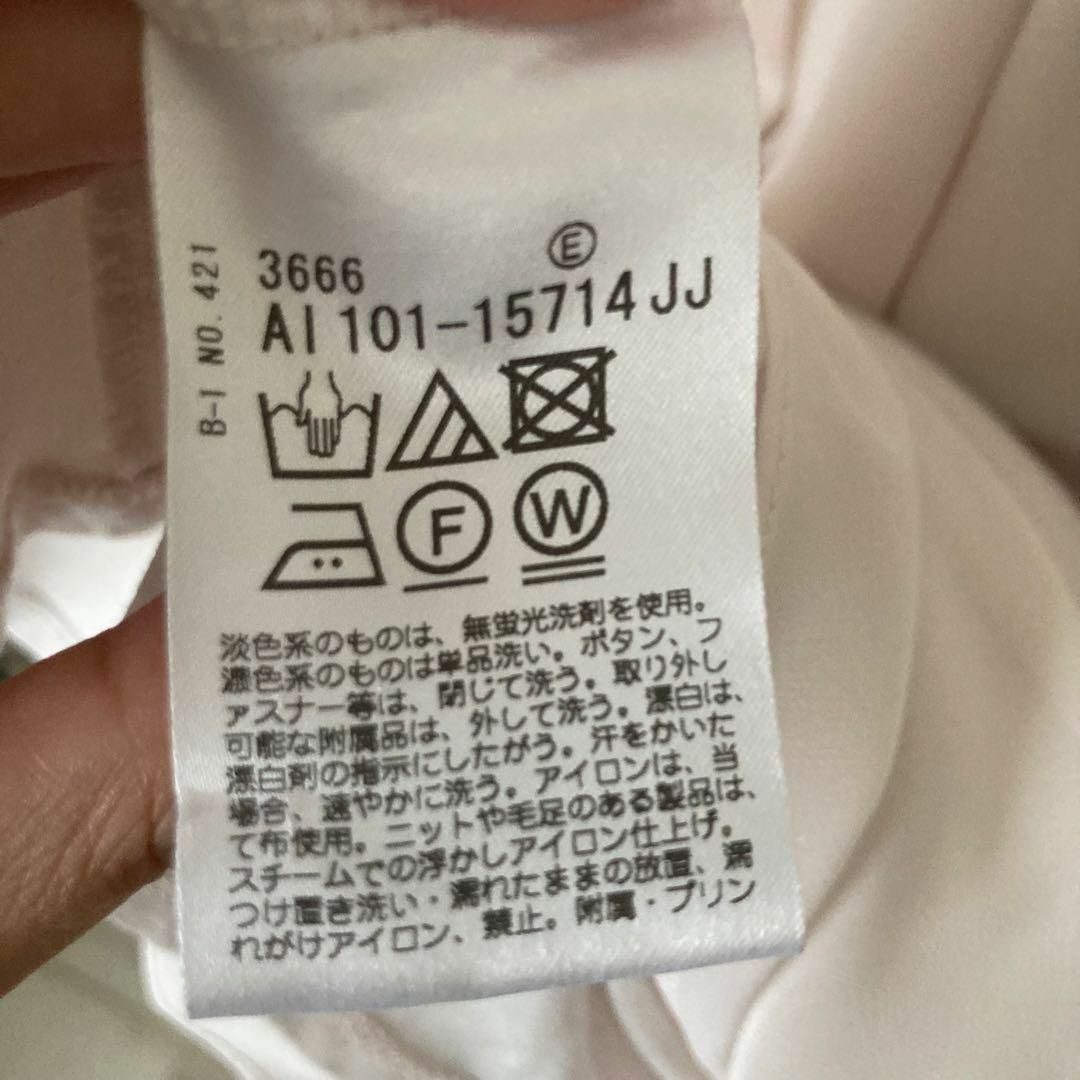 B-1 NO.421
3666
E
AI 101-15714 JJ
F
W
淡色系のものは、無蛍光洗剤を使用。
濃色系のものは単品洗い。ボタン、フ
ァスナー等は、閉じて洗う。取り外し
可能な附属品は、外して洗う。漂白は、
漂白剤の指示にしたがう。汗をかいた
場合、速やかに洗う。アイロンは、当
て布使用。ニットや毛足のある製品は、
スチームでの浮かしアイロン仕上げ。
つけ置き洗い・濡れたままの放置、濡
れがけアイロン、禁止。附属・プリン